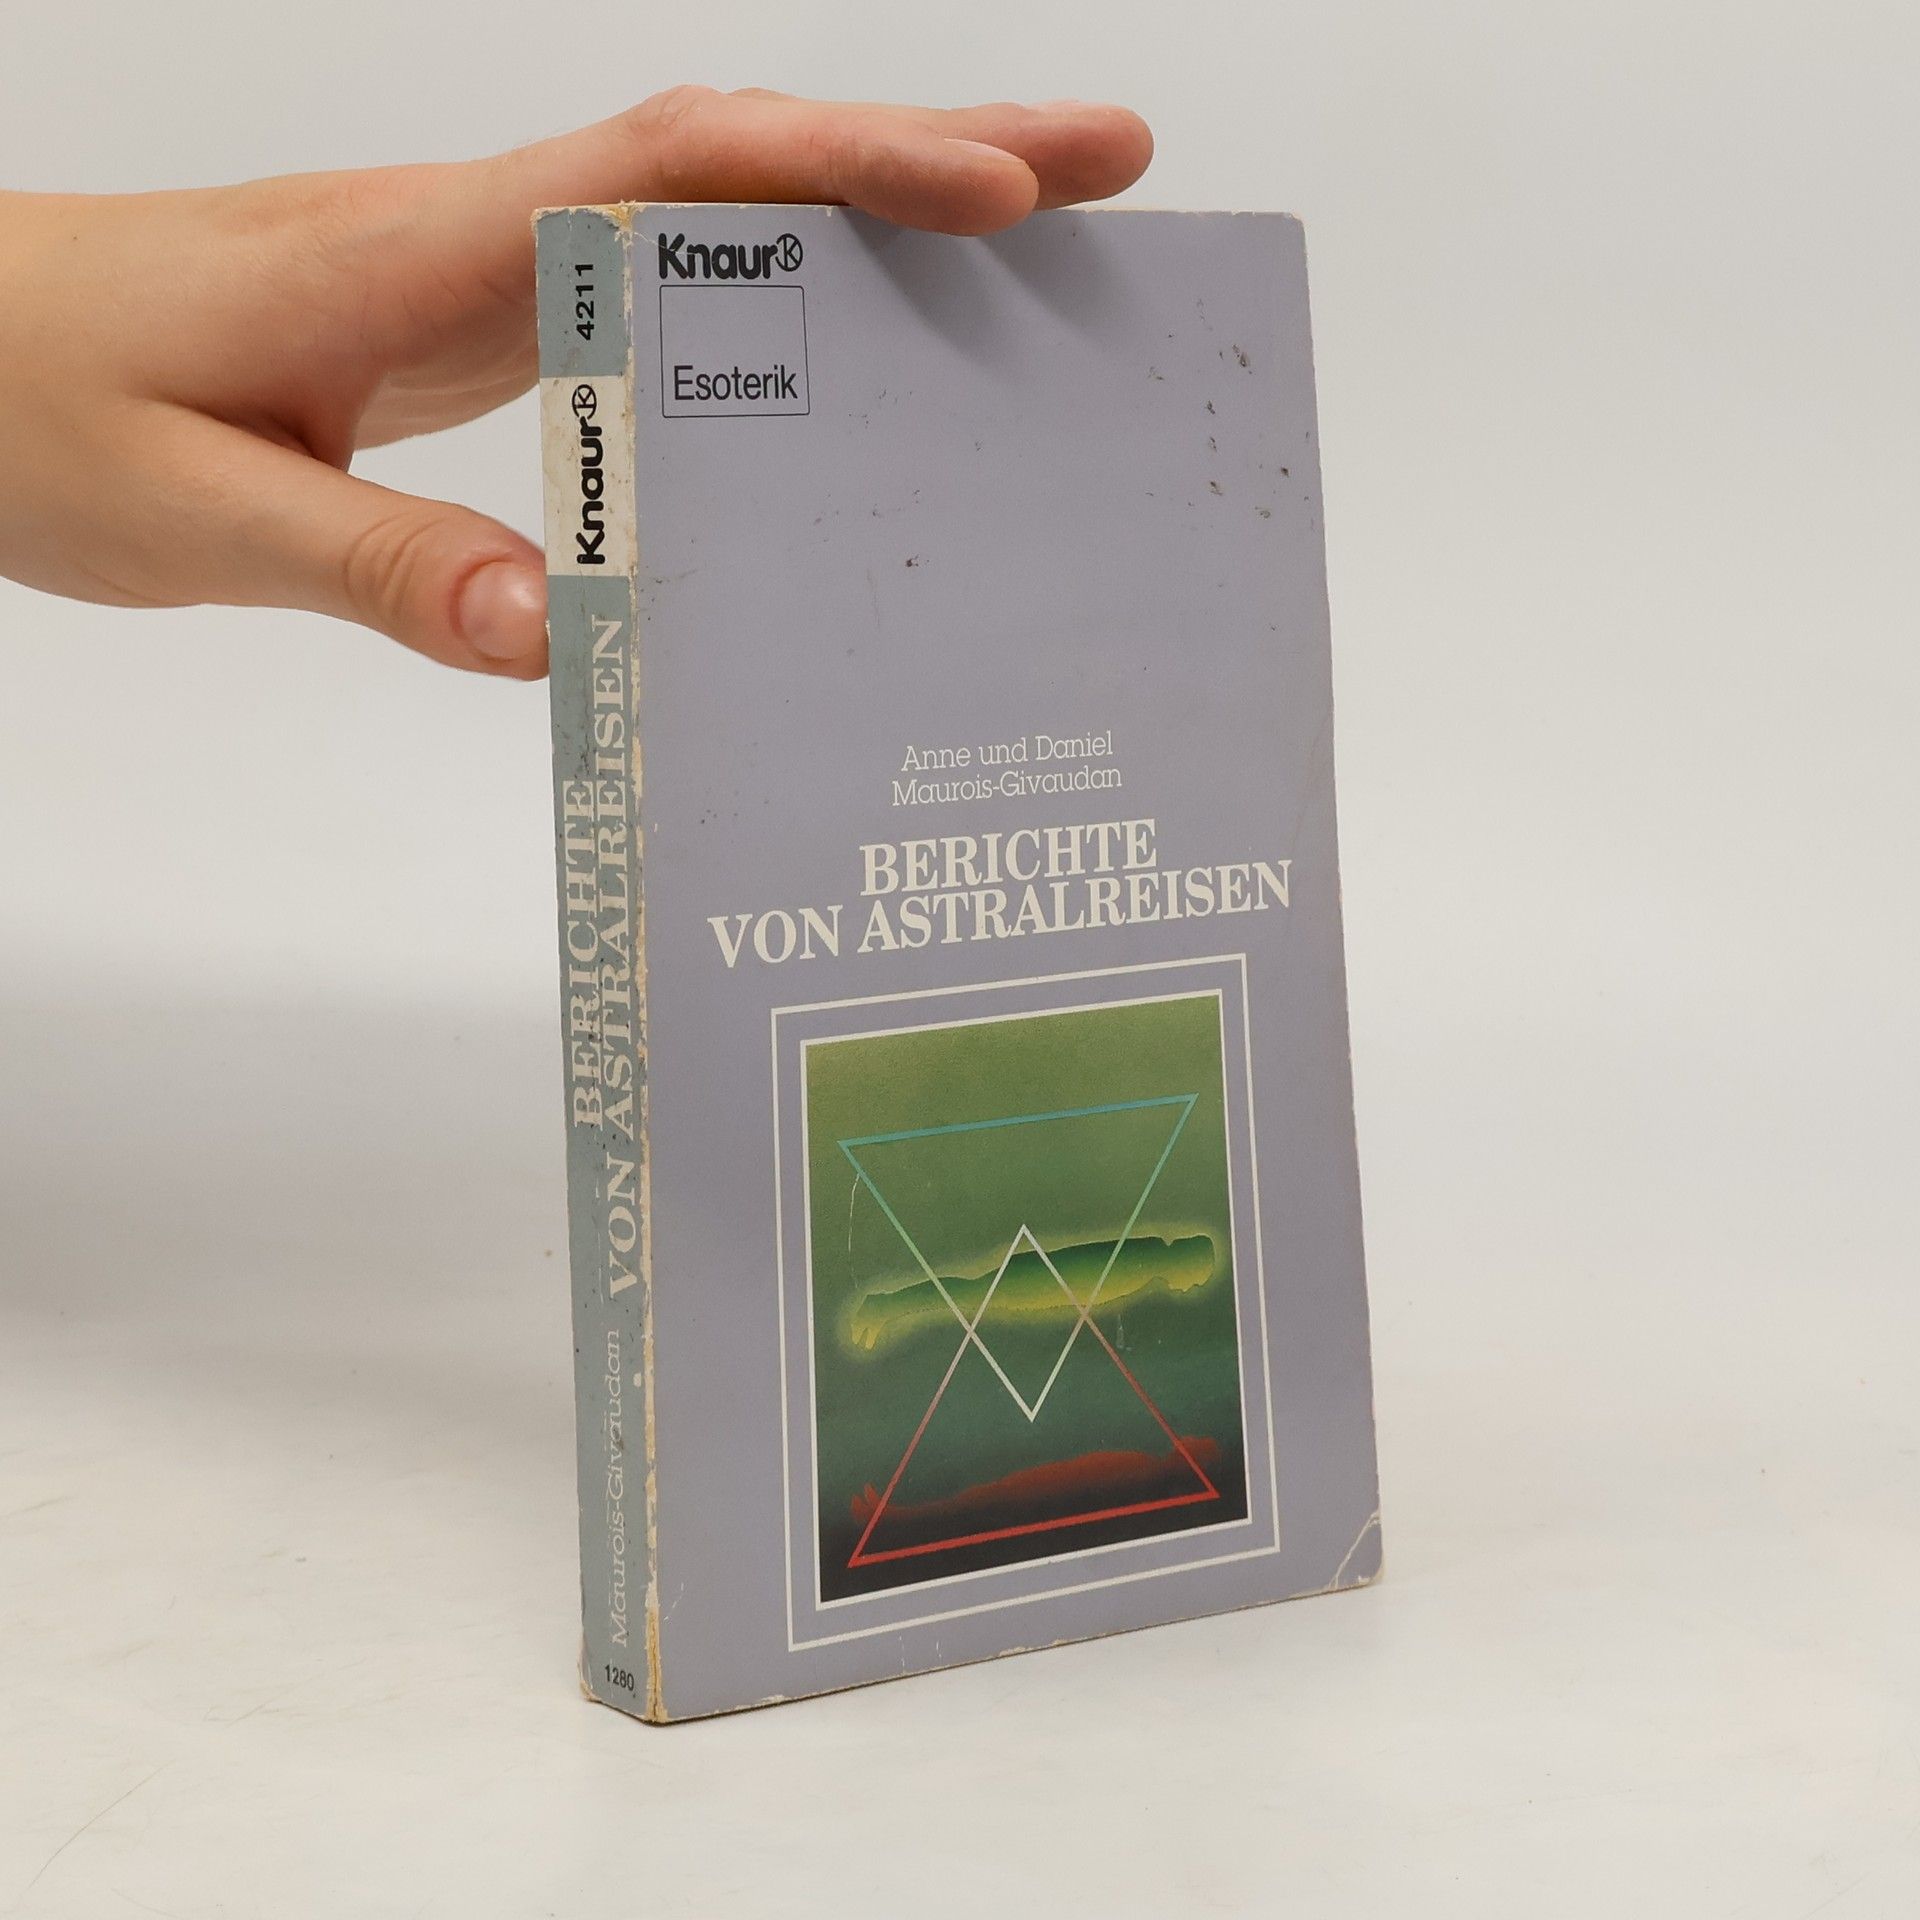 Knaur
Esoterik
Anne und Daniel
Maurois-Givaudan
BERICHTE
VON ASTRALREISEN
4211
Knaur
BERICHTE
VON ASTRALREISEN
Maurois-Givaudan
1280